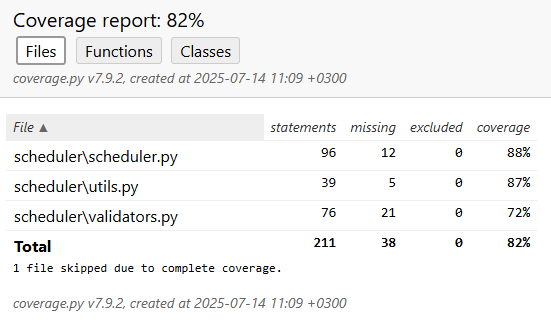 Coverage report: 82%
Files Functions Classes
coverage.py v7.9.2, created at 2025-07-14 11:09 +0300
File ▲ statements missing excluded coverage
scheduler\scheduler.py 96 12 0 88%
scheduler\utils.py 39 5 0 87%
scheduler\validators.py 76 21 0 72%
Total 211 38 0 82%
1 file skipped due to complete coverage.
coverage.py v7.9.2, created at 2025-07-14 11:09 +0300